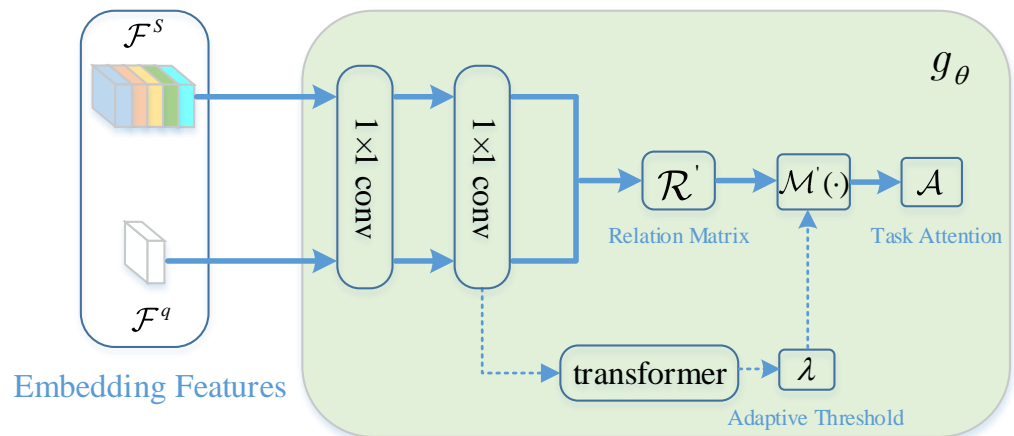 𝓕^S
g_θ
1×1 conv
1×1 conv
𝓡'
𝓜'(·)
𝓐
Relation Matrix
Task Attention
𝓕^q
Embedding Features
transformer
λ
Adaptive Threshold